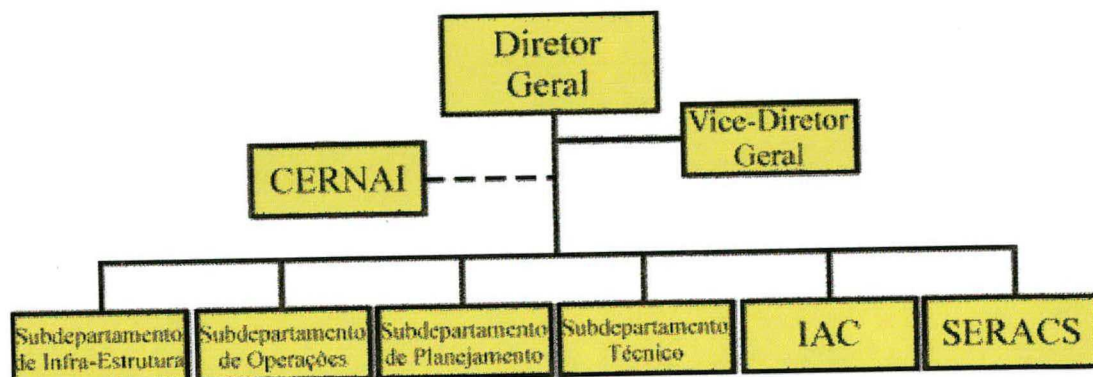 Diretor
Geral
Vice-Diretor
Geral
CERNAI
Subdepartamento
de Infra-Estrutura
Subdepartamento
de Operações
Subdepartamento
de Planejamento
Subdepartamento
Técnico
IAC
SERACS